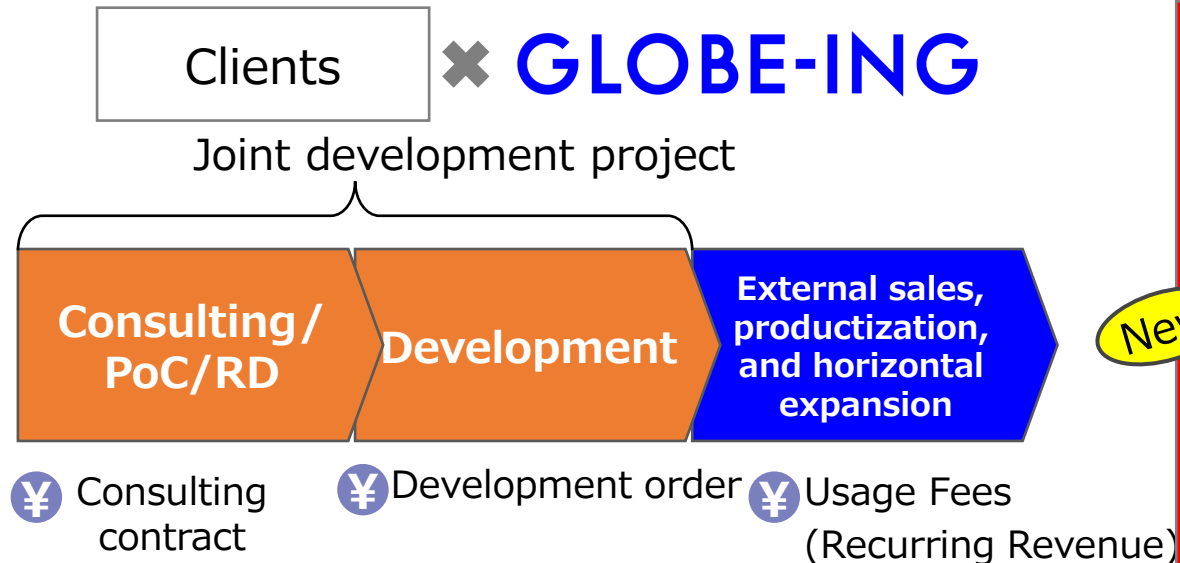 Clients
✖ GLOBE-ING
Joint development project
Consulting/
PoC/RD
Development
External sales,
productization,
and horizontal
expansion
¥ Consulting
contract
¥ Development order
¥ Usage Fees
(Recurring Revenue)